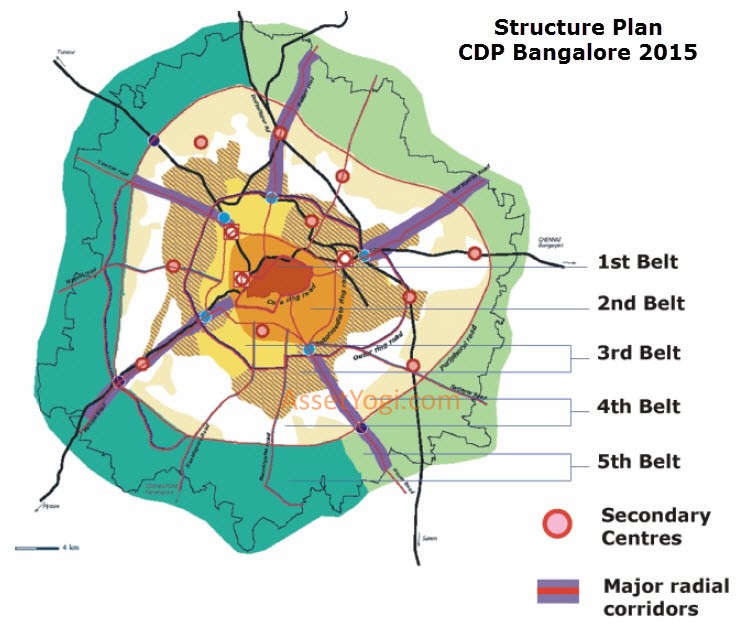 Structure Plan
CDP Bangalore 2015
Tumkur
CHENNAI
1st Belt
2nd Belt
Core ring road
Intermediate ring road
Outer ring road
Peripheral road
3rd Belt
AssetYogi.com
4th Belt
5th Belt
Mysore
Salem
Secondary
Centres
4 km
Major radial
corridors